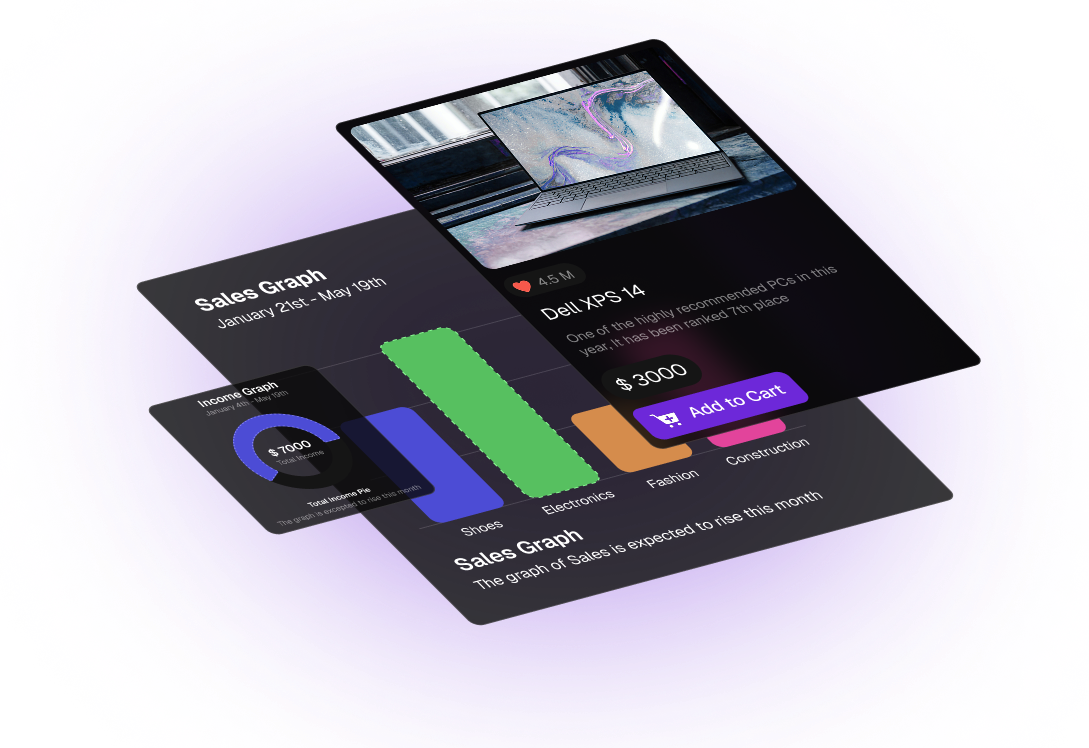 4.5 M
Dell XPS 14
One of the highly recommended PCs in this
year, It has been ranked 7th place
$ 3000
Add to Cart
Sales Graph
January 21st - May 19th
Income Graph
January 4th - May 19th
$ 7000
Total Income
Total Income Pie
The graph is excepted to rise this month
Shoes
Electronics
Fashion
Construction
Sales Graph
The graph of Sales is expected to rise this month